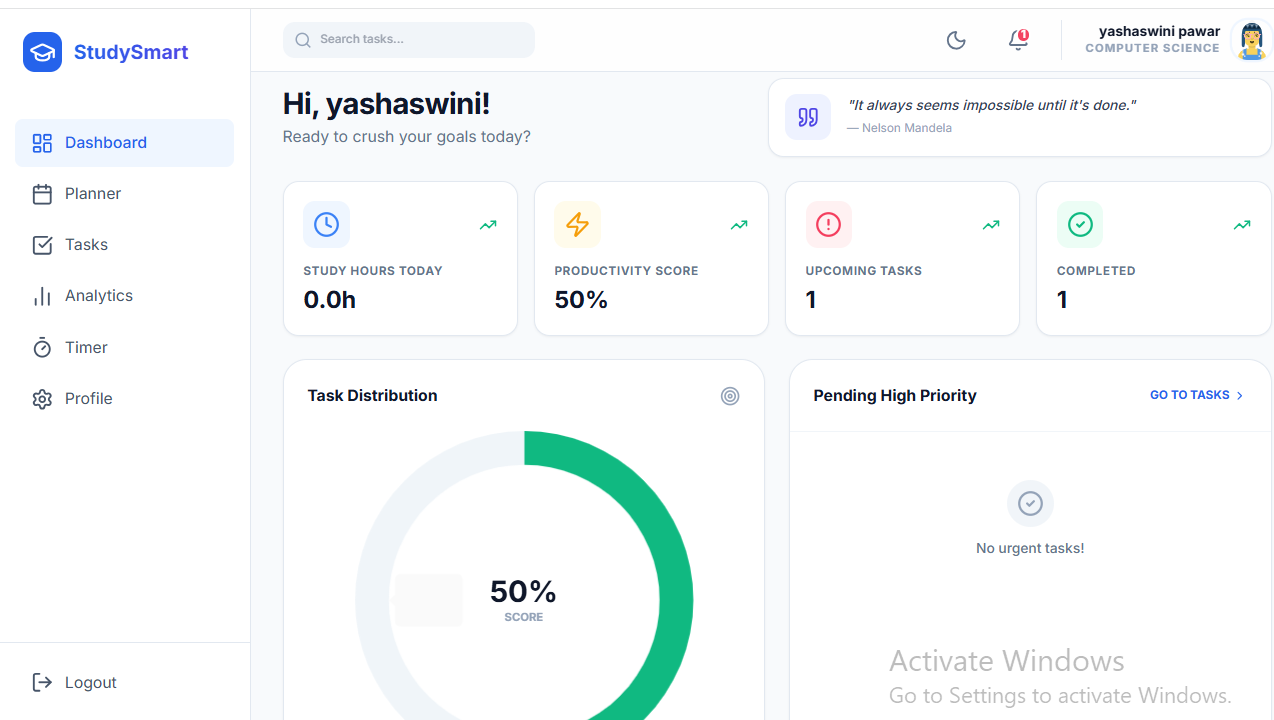 StudySmart
Search tasks...
1
yashaswini pawar
COMPUTER SCIENCE
Dashboard
Planner
Tasks
Analytics
Timer
Profile
Logout
Hi, yashaswini!
Ready to crush your goals today?
"It always seems impossible until it's done."
— Nelson Mandela
STUDY HOURS TODAY
0.0h
PRODUCTIVITY SCORE
50%
UPCOMING TASKS
1
COMPLETED
1
Task Distribution
50%
SCORE
Pending High Priority
GO TO TASKS
No urgent tasks!
Activate Windows
Go to Settings to activate Windows.